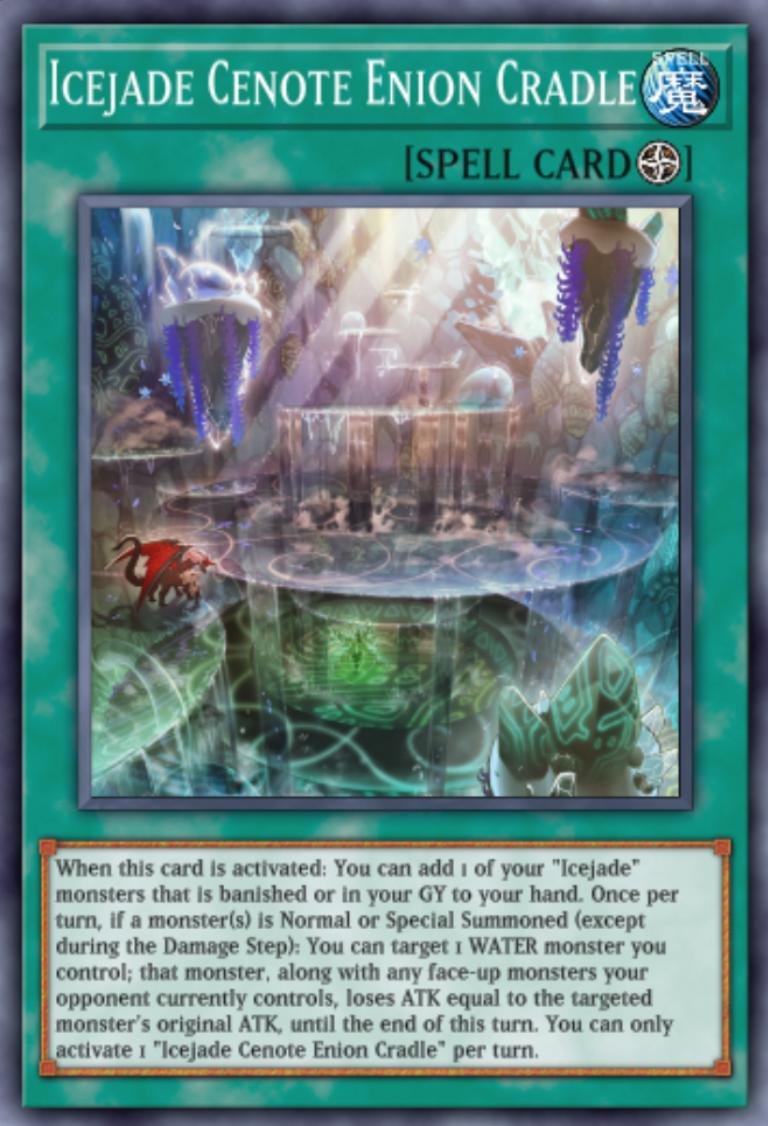 Icejade Cenote Enion Cradle
SPELL
魔
[SPELL CARD]
When this card is activated: You can add 1 of your "Icejade"
monsters that is banished or in your GY to your hand. Once per
turn, if a monster(s) is Normal or Special Summoned (except
during the Damage Step): You can target 1 WATER monster you
control; that monster, along with any face-up monsters your
opponent currently controls, loses ATK equal to the targeted
monster's original ATK, until the end of this turn. You can only
activate 1 "Icejade Cenote Enion Cradle" per turn.